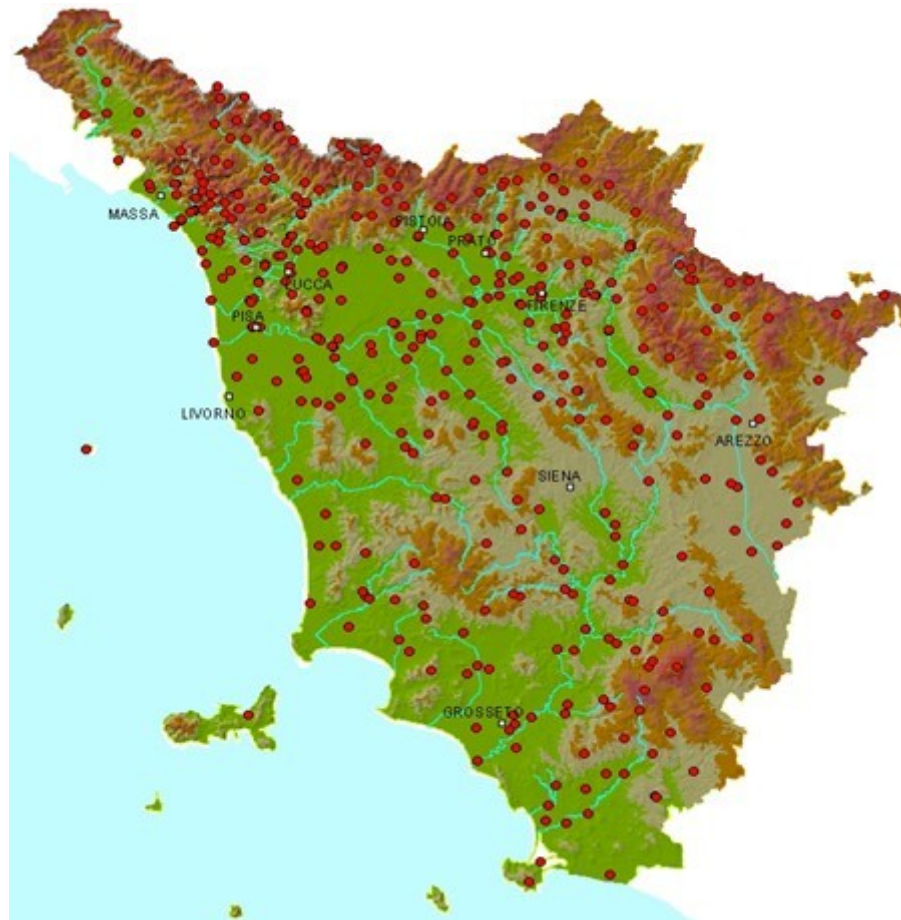 MASSA
PISTOIA
PRATO
LUCCA
FIRENZE
PISA
LIVORNO
AREZZO
SIENA
GROSSETO